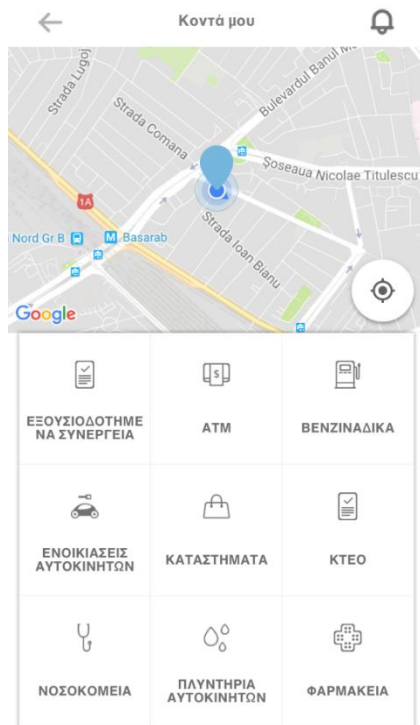 Κοντά μου
Strada Lugoj
Bulevardul Banul M
Strada Comana
Șoseaua Nicolae Titulescu
1A
Nord Gr B
M Basarab
Strada Ioan Bianu
Google
ΕΞΟΥΣΙΟΔΟΤΗΜΕ
ΝΑ ΣΥΝΕΡΓΕΙΑ
$
ΑΤΜ
ΒΕΝΖΙΝΑΔΙΚΑ
ΕΝΟΙΚΙΑΣΕΙΣ
ΑΥΤΟΚΙΝΗΤΩΝ
ΚΑΤΑΣΤΗΜΑΤΑ
ΚΤΕΟ
ΝΟΣΟΚΟΜΕΙΑ
ΠΛΥΝΤΗΡΙΑ
ΑΥΤΟΚΙΝΗΤΩΝ
ΦΑΡΜΑΚΕΙΑ